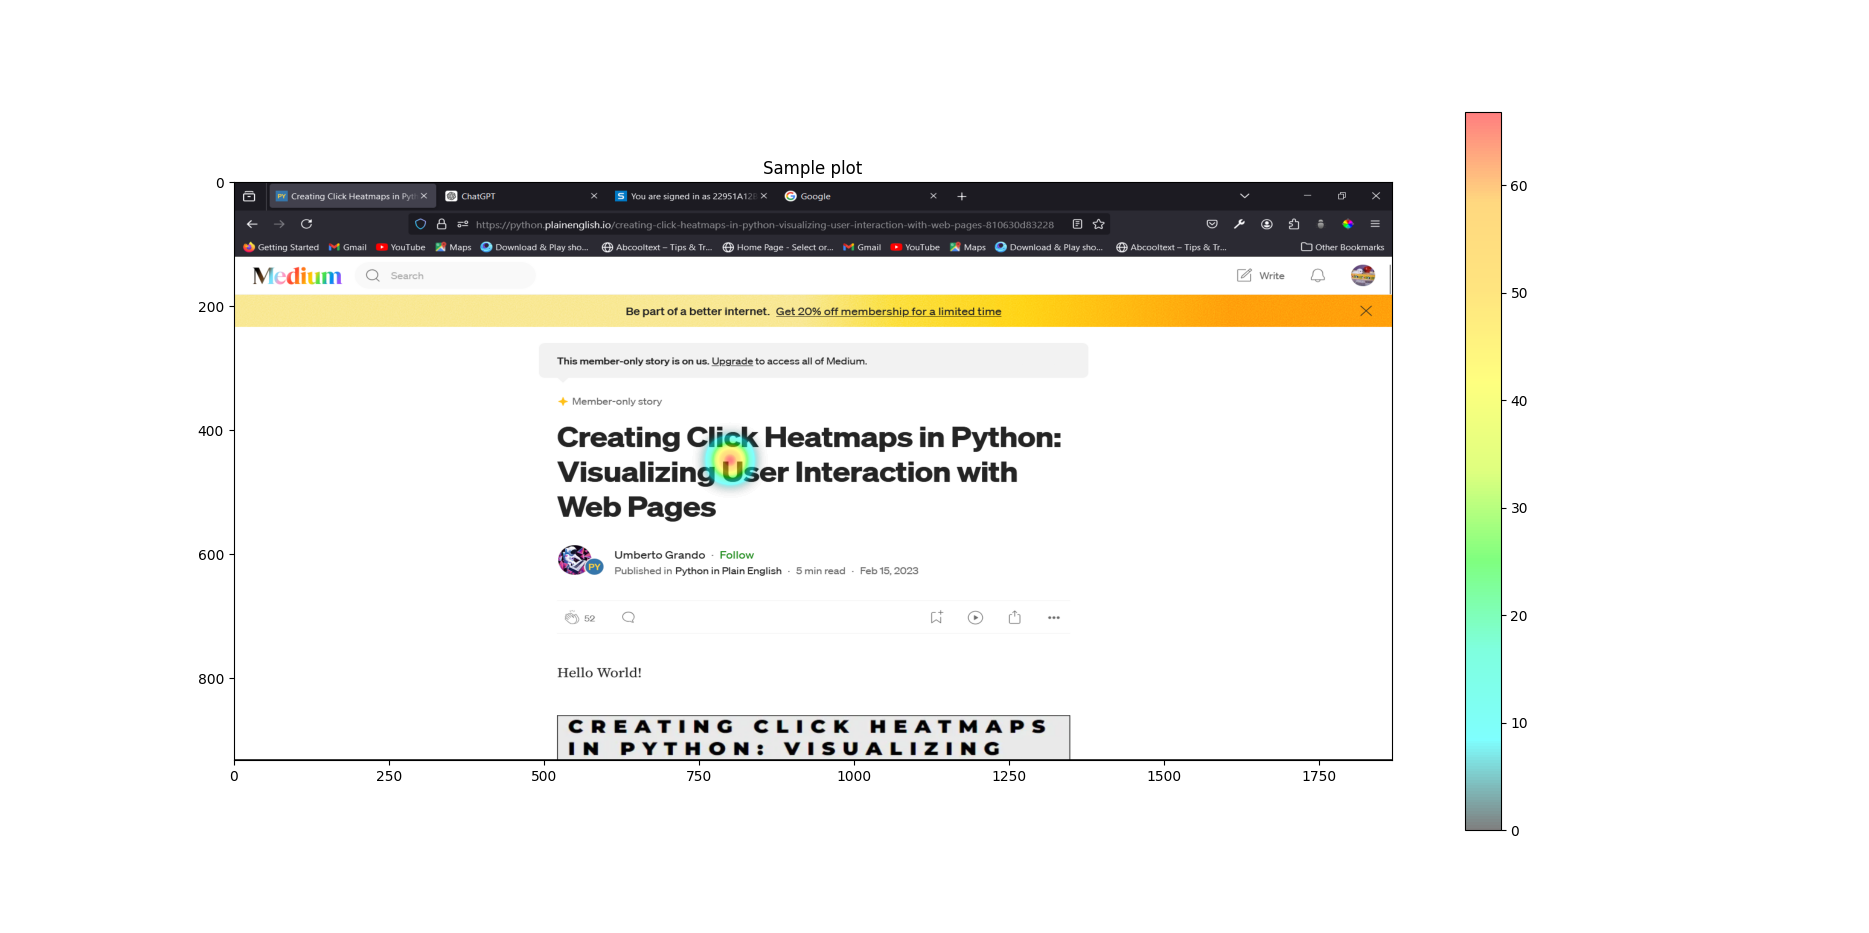 Sample plot
Creating Click Heatmaps in Pyth
ChatGPT
You are signed in as 22951A12B
Google
https://python.plainenglish.io/creating-click-heatmaps-in-python-visualizing-user-interaction-with-web-pages-810630d83228
Getting Started Gmail YouTube Maps Download & Play sho... Abcooltext – Tips & Tr... Home Page - Select or... Gmail YouTube Maps Download & Play sho... Abcooltext – Tips & Tr... Other Bookmarks
Medium Search Write
Be part of a better internet. Get 20% off membership for a limited time
This member-only story is on us. Upgrade to access all of Medium.
Member-only story
Creating Click Heatmaps in Python:
Visualizing User Interaction with
Web Pages
PY
Umberto Grando · Follow
Published in Python in Plain English · 5 min read · Feb 15, 2023
52
Hello World!
CREATING CLICK HEATMAPS
IN PYTHON: VISUALIZING
0
200
400
600
800
0 250 500 750 1000 1250 1500 1750
60
50
40
30
20
10
0